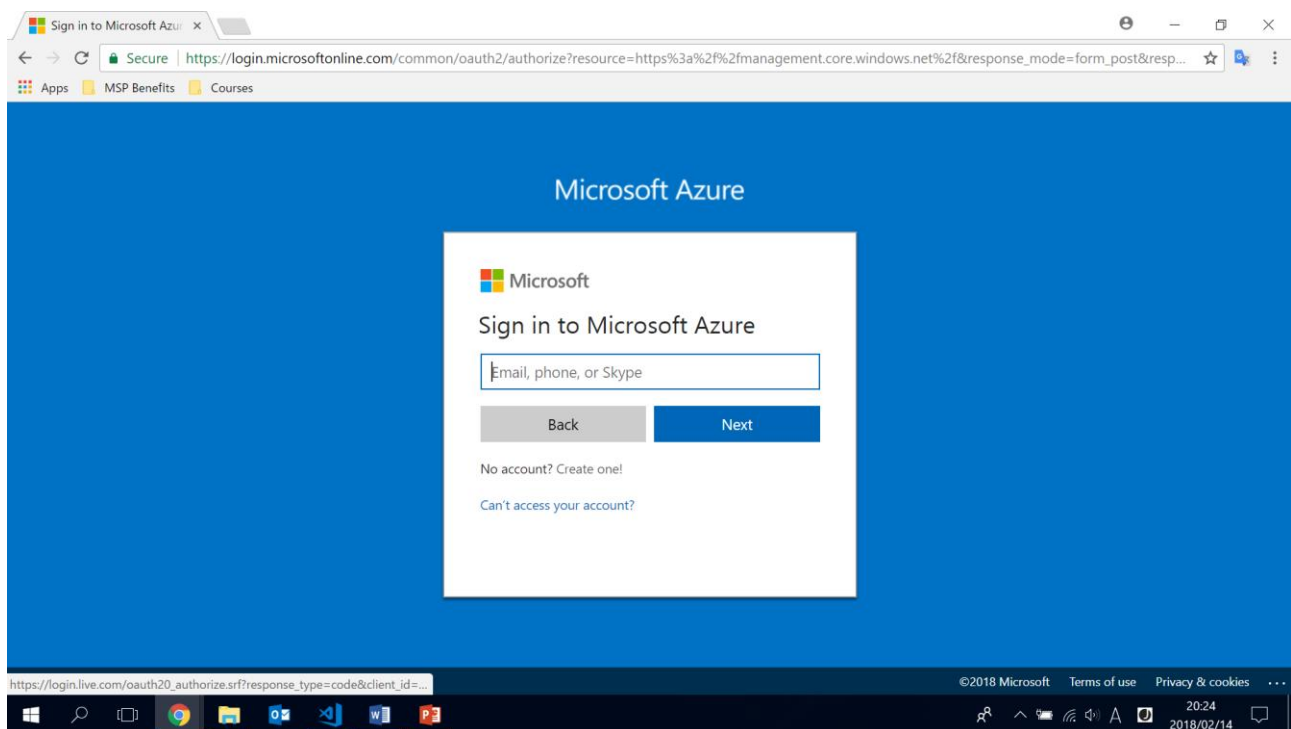 Sign in to Microsoft Azur
Secure https://login.microsoftonline.com/common/oauth2/authorize?resource=https%3a%2f%2fmanagement.core.windows.net%2f&response_mode=form_post&resp...
Apps MSP Benefits Courses
Microsoft Azure
Microsoft
Sign in to Microsoft Azure
Email, phone, or Skype
Back Next
No account? Create one!
Can't access your account?
https://login.live.com/oauth20_authorize.srf?response_type=code&client_id=... ©2018 Microsoft Terms of use Privacy & cookies ...
20:24
2018/02/14